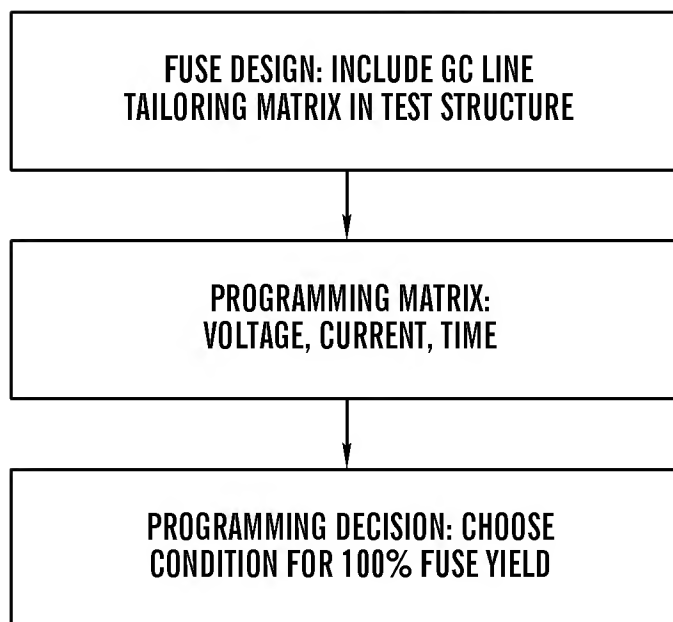 FUSE DESIGN: INCLUDE GC LINE
TAILORING MATRIX IN TEST STRUCTURE
PROGRAMMING MATRIX:
VOLTAGE, CURRENT, TIME
PROGRAMMING DECISION: CHOOSE
CONDITION FOR 100% FUSE YIELD